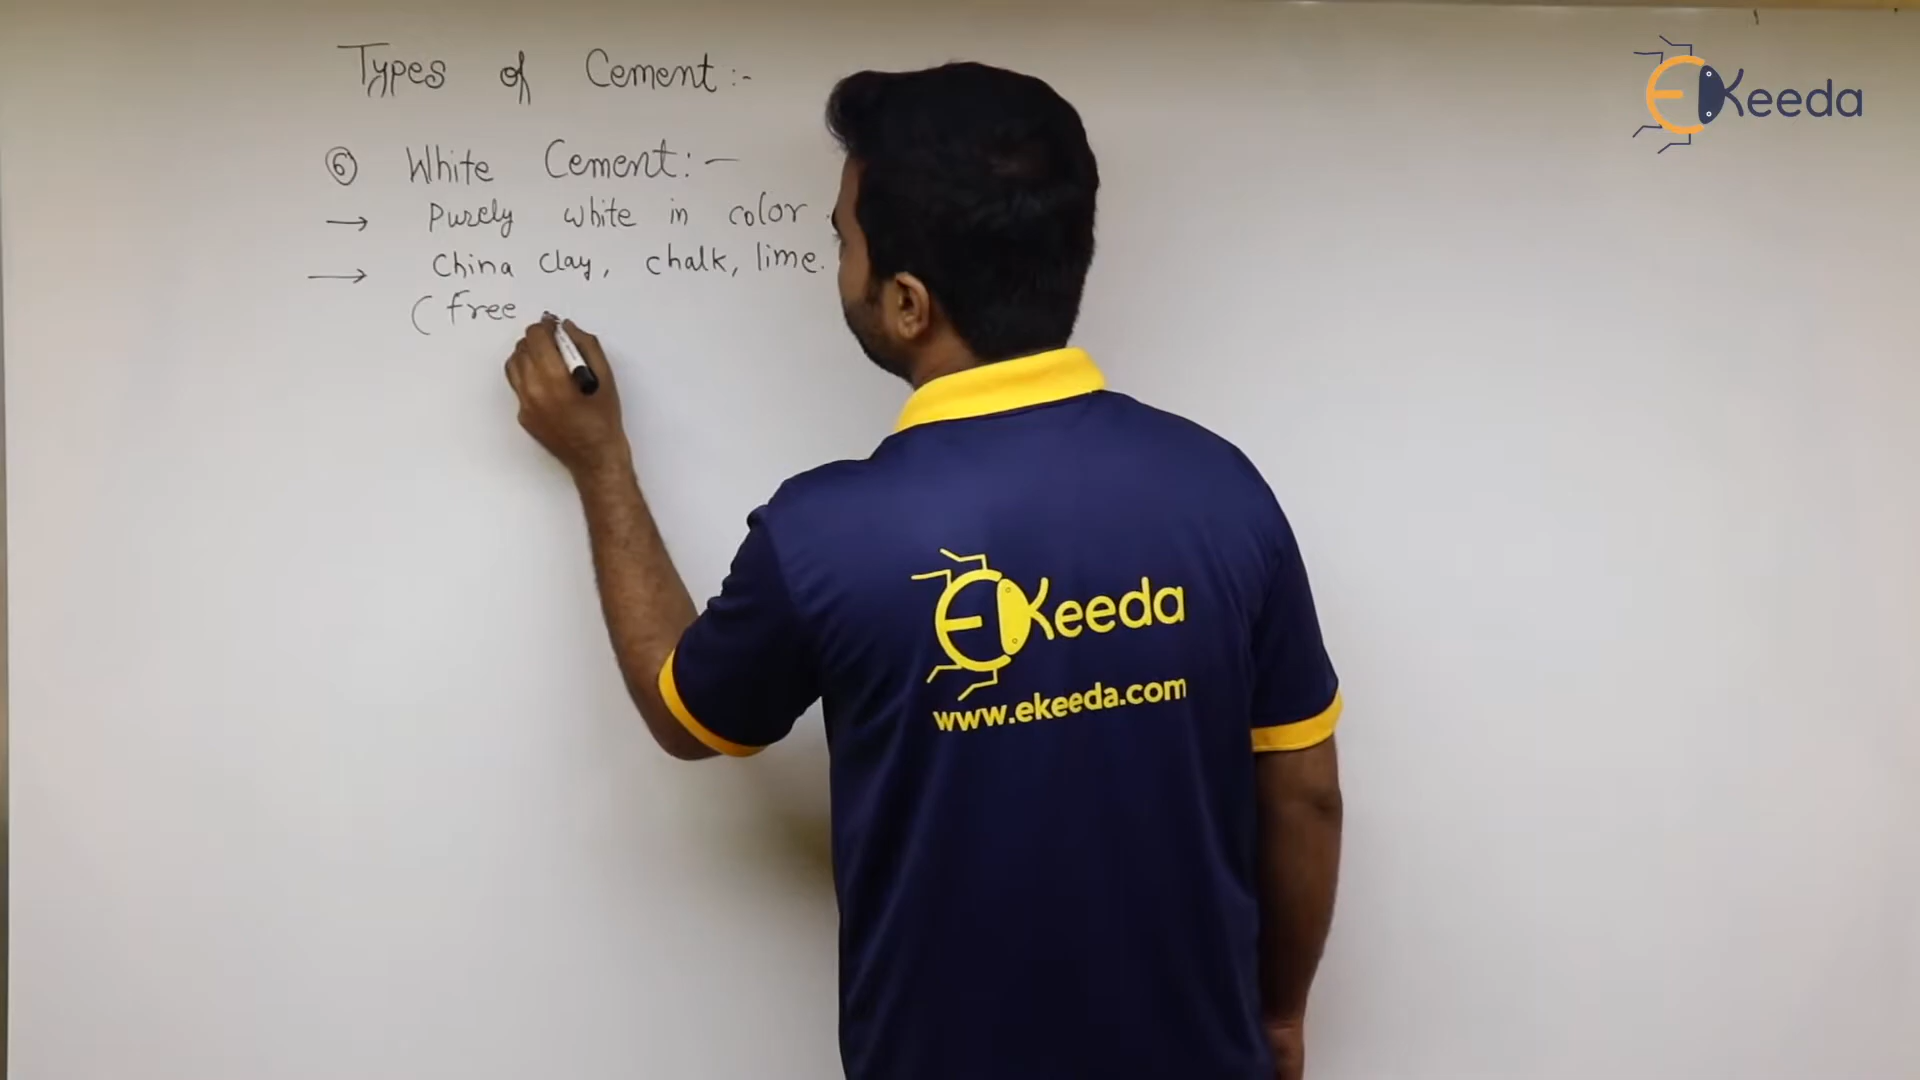 Types of Cement :-
⑥ White Cement :-
→ Purely white in color .
→ China clay, chalk, lime.
( free
EKeeda
EKeeda
www.ekeeda.com